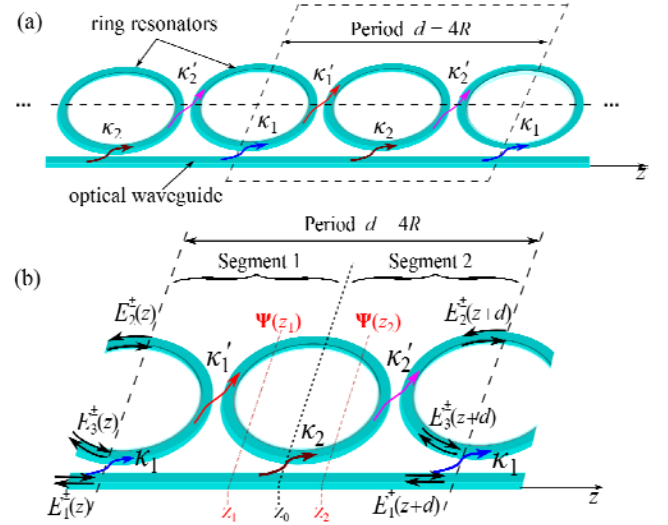 (a)
ring resonators
Period d − 4R
κ₂′ κ₁′ κ₂′
... ...
κ₂ κ₁ κ₂ κ₁
optical waveguide
z
Period d 4R
(b)
Segment 1 Segment 2
E₂±(z) Ψ(z₁) Ψ(z₂) E₂±(z+d)
κ₁′ κ₂′
E₃±(z) E₃±(z+d)
κ₁ κ₂ κ₁
E₁±(z) E₁±(z+d)
z
z₁ z₀ z₂